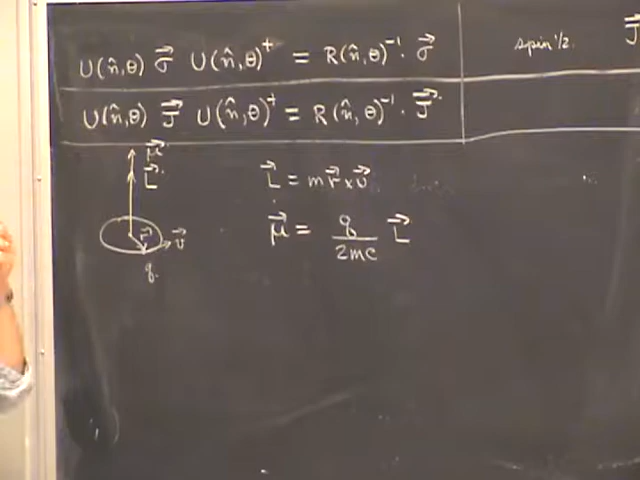 U(n̂,θ) σ⃗ U(n̂,θ)† = R(n̂,θ)⁻¹ · σ⃗
spin 1/2.
J⃗
U(n̂,θ) J⃗ U(n̂,θ)† = R(n̂,θ)⁻¹ · J⃗
μ⃗
L⃗
L⃗ = m r⃗ × v⃗
r⃗
v⃗
q
μ⃗ = q/2mc L⃗